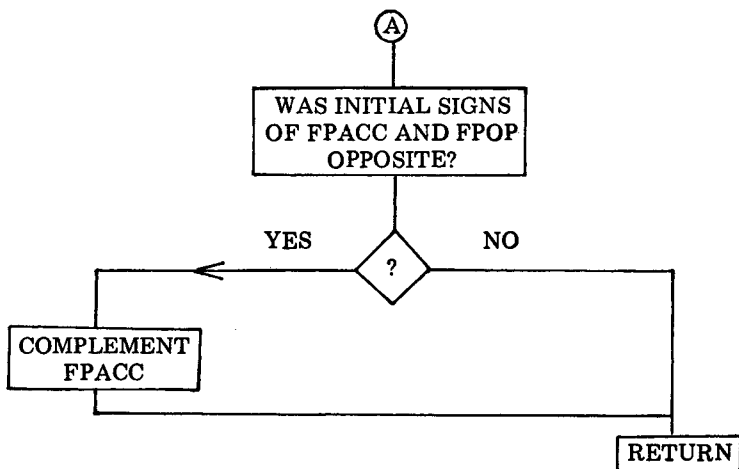 A
WAS INITIAL SIGNS
OF FPACC AND FPOP
OPPOSITE?
YES
NO
?
COMPLEMENT
FPACC
RETURN